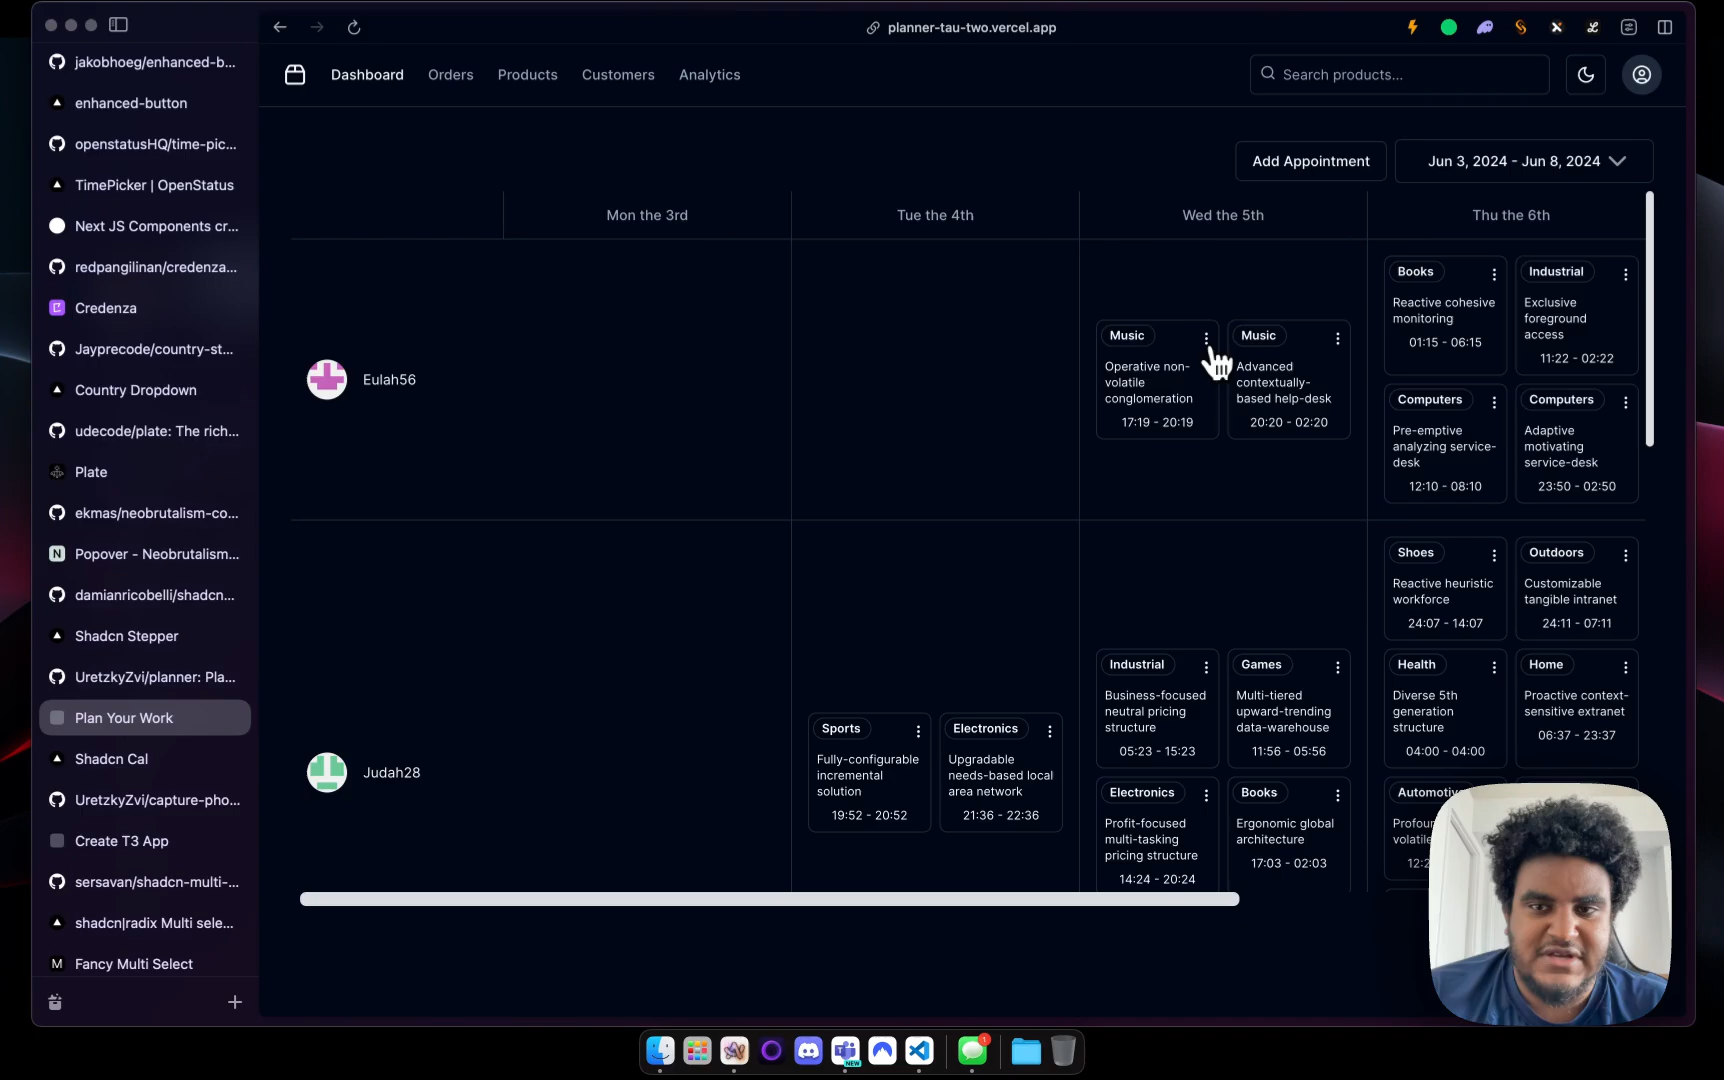 planner-tau-two.vercel.app
jakobhoeg/enhanced-b...
enhanced-button
openstatusHQ/time-pic...
TimePicker | OpenStatus
Next JS Components cr...
redpangilinan/credenza...
Credenza
Jayprecode/country-st...
Country Dropdown
udecode/plate: The rich...
Plate
ekmas/neobrutalism-co...
Popover - Neobrutalism...
damianricobelli/shadcn...
Shadcn Stepper
UretzkyZvi/planner: Pla...
Plan Your Work
Shadcn Cal
UretzkyZvi/capture-pho...
Create T3 App
sersavan/shadcn-multi-...
shadcn|radix Multi sele...
M Fancy Multi Select
Dashboard Orders Products Customers Analytics
Search products...
Add Appointment
Jun 3, 2024 - Jun 8, 2024
Mon the 3rd Tue the 4th Wed the 5th Thu the 6th
Eulah56
Music
Operative non-
volatile
conglomeration
17:19 - 20:19
Music
Advanced
contextually-
based help-desk
20:20 - 02:20
Books
Reactive cohesive
monitoring
01:15 - 06:15
Industrial
Exclusive
foreground
access
11:22 - 02:22
Computers
Pre-emptive
analyzing service-
desk
12:10 - 08:10
Computers
Adaptive
motivating
service-desk
23:50 - 02:50
Judah28
Sports
Fully-configurable
incremental
solution
19:52 - 20:52
Electronics
Upgradable
needs-based local
area network
21:36 - 22:36
Industrial
Business-focused
neutral pricing
structure
05:23 - 15:23
Games
Multi-tiered
upward-trending
data-warehouse
11:56 - 05:56
Electronics
Profit-focused
multi-tasking
pricing structure
14:24 - 20:24
Books
Ergonomic global
architecture
17:03 - 02:03
Shoes
Reactive heuristic
workforce
24:07 - 14:07
Outdoors
Customizable
tangible intranet
24:11 - 07:11
Health
Diverse 5th
generation
structure
04:00 - 04:00
Home
Proactive context-
sensitive extranet
06:37 - 23:37
Automotiv
Profou
volatile
12:2
NEW
1